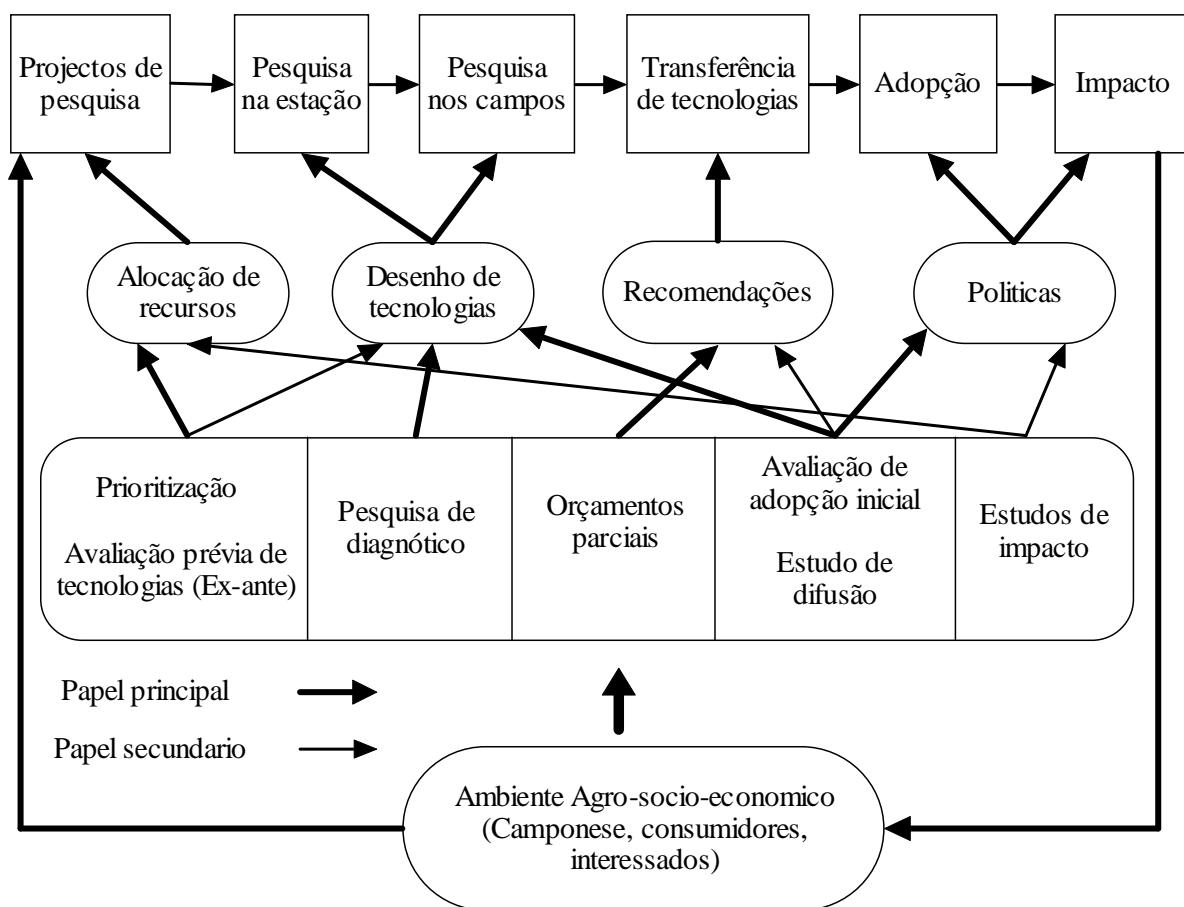 Projectos de
pesquisa
Pesquisa
na estação
Pesquisa
nos campos
Transferência
de tecnologias
Adopção
Impacto
Alocação de
recursos
Desenho de
tecnologias
Recomendações
Politicas
Prioritização
Avaliação prévia de
tecnologias (Ex-ante)
Pesquisa de
diagnótico
Orçamentos
parciais
Avaliação de
adopção inicial
Estudo de
difusão
Estudos de
impacto
Papel principal
Papel secundario
Ambiente Agro-socio-economico
(Camponese, consumidores,
interessados)